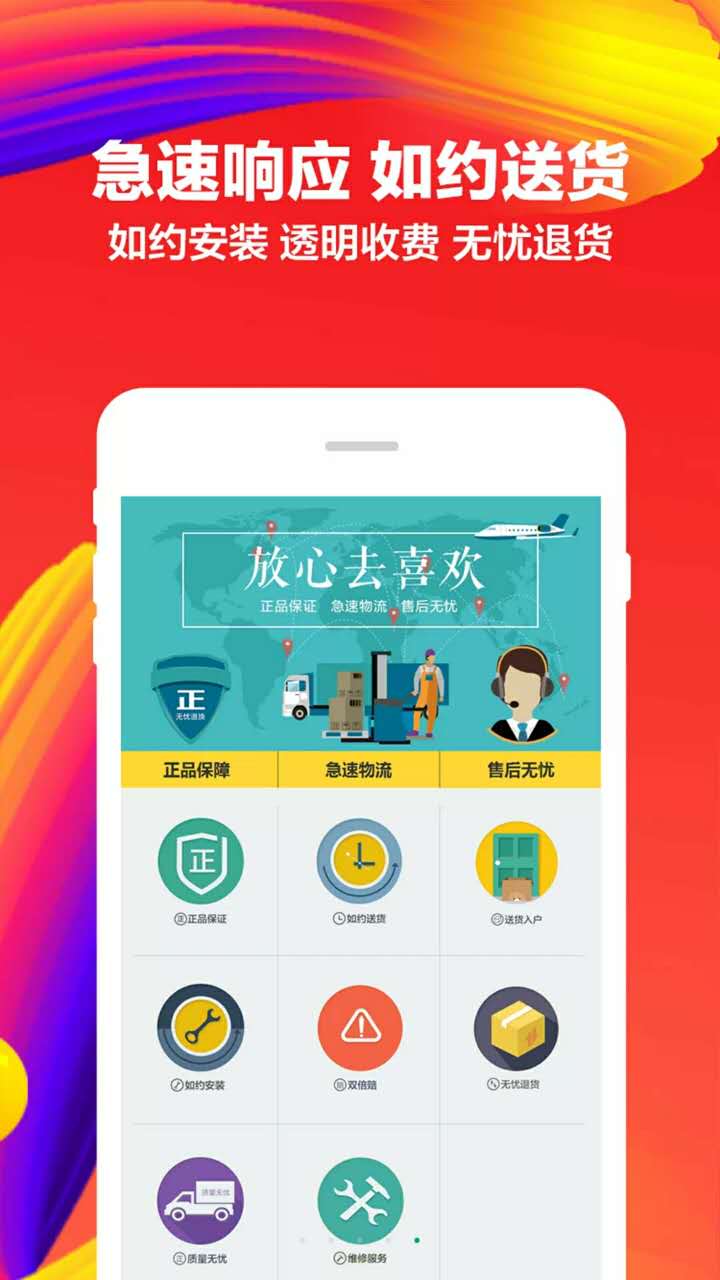 急速响应 如约送货
如约安装 透明收费 无忧退货
放心去喜欢
正品保证 急速物流 售后无忧
正
无忧退换
正品保障 急速物流 售后无忧
正
正品保证 如约送货 送货入户
如约安装 双倍赔 无忧退货
质量无忧
质量无忧 维修服务